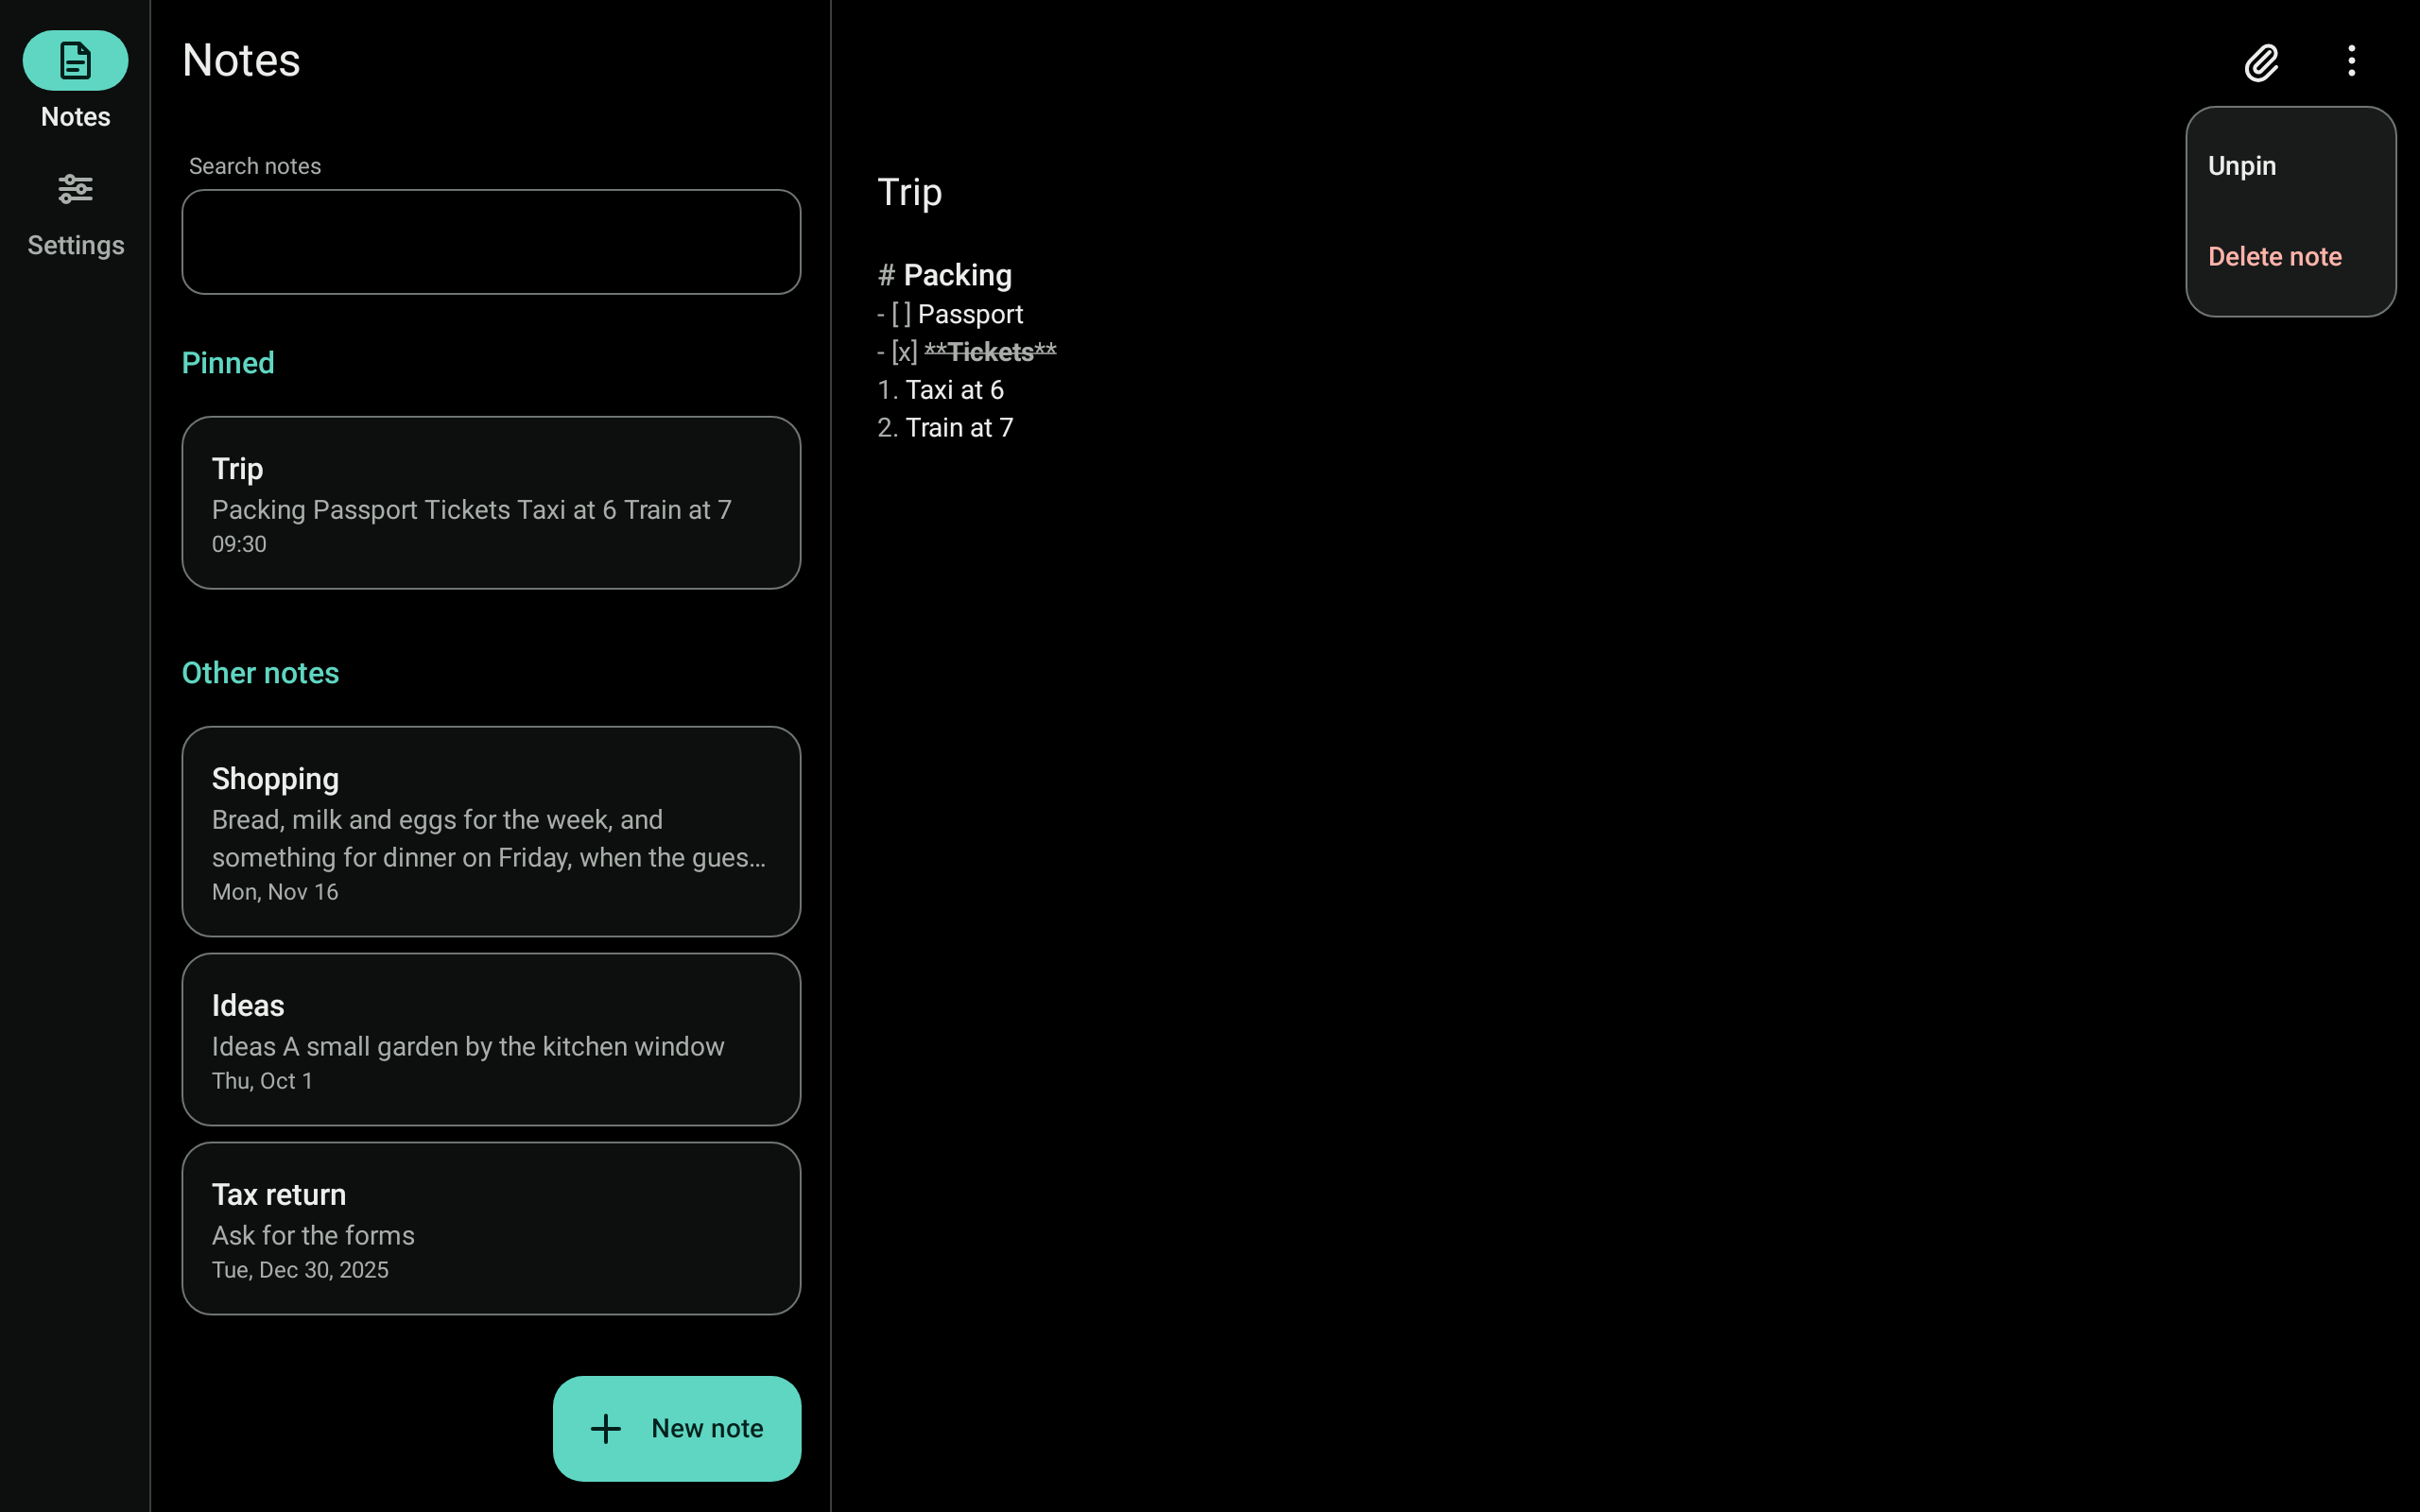 Notes
Settings
Notes
Search notes
Pinned
Trip
Packing Passport Tickets Taxi at 6 Train at 7
09:30
Other notes
Shopping
Bread, milk and eggs for the week, and
something for dinner on Friday, when the gues...
Mon, Nov 16
Ideas
Ideas A small garden by the kitchen window
Thu, Oct 1
Tax return
Ask for the forms
Tue, Dec 30, 2025
New note
Trip
# Packing
- [ ] Passport
- [x] **Tickets**
1. Taxi at 6
2. Train at 7
Unpin
Delete note